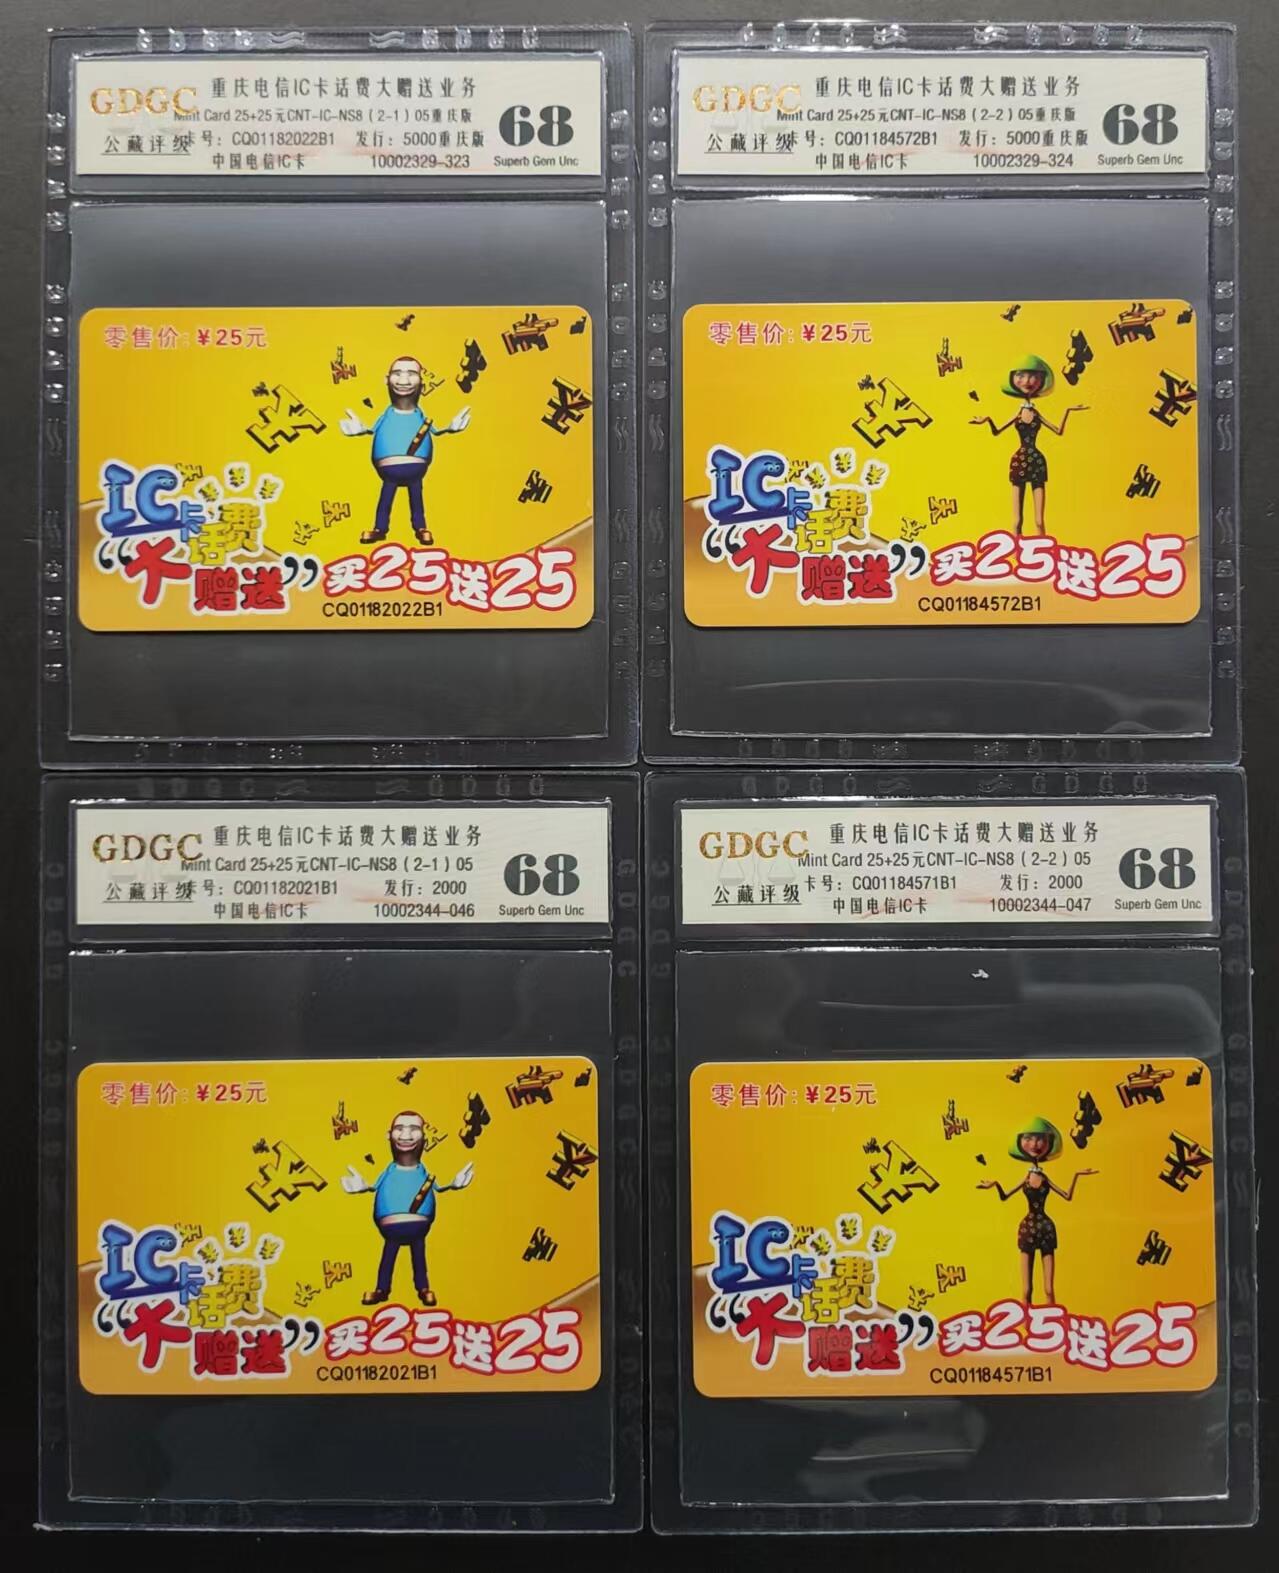 GDGC
公藏评级
重庆电信IC卡话费大赠送业务
Mint Card 25+25元CNT-IC-NS8(2-1)05重庆版
卡号: CQ01182022B1 发行: 5000重庆版
中国电信IC卡 10002329-323
68
Superb Gem Unc
零售价:¥25元
IC卡话费
“大赠送”买25送25
CQ01182022B1
GDGC
公藏评级
重庆电信IC卡话费大赠送业务
Mint Card 25+25元CNT-IC-NS8(2-2)05重庆版
卡号: CQ01184572B1 发行: 5000重庆版
中国电信IC卡 10002329-324
68
Superb Gem Unc
零售价:¥25元
IC卡话费
“大赠送”买25送25
CQ01184572B1
GDGC
公藏评级
重庆电信IC卡话费大赠送业务
Mint Card 25+25元CNT-IC-NS8(2-1)05
卡号: CQ01182021B1 发行: 2000
中国电信IC卡 10002344-046
68
Superb Gem Unc
零售价:¥25元
IC卡话费
“大赠送”买25送25
CQ01182021B1
GDGC
公藏评级
重庆电信IC卡话费大赠送业务
Mint Card 25+25元CNT-IC-NS8(2-2)05
卡号: CQ01184571B1 发行: 2000
中国电信IC卡 10002344-047
68
Superb Gem Unc
零售价:¥25元
IC卡话费
“大赠送”买25送25
CQ01184571B1